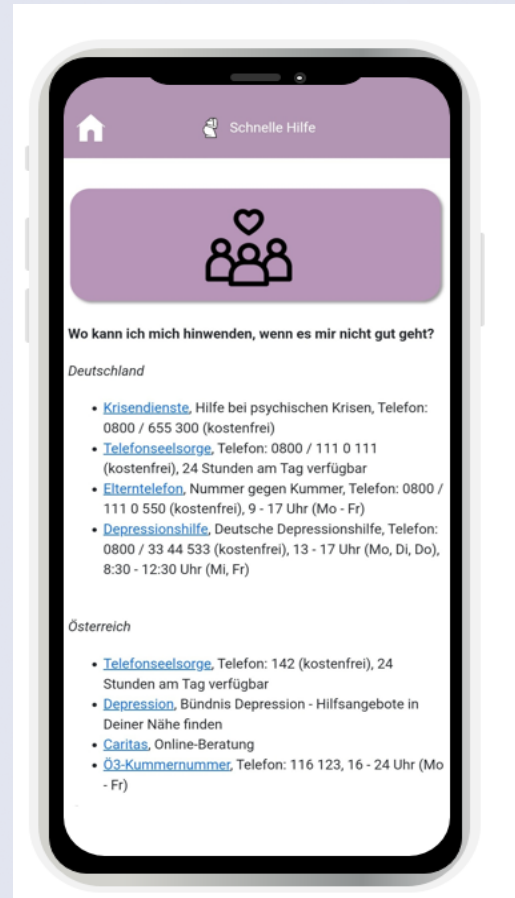 Schnelle Hilfe
Wo kann ich mich hinwenden, wenn es mir nicht gut geht?
Deutschland
• Krisendienste, Hilfe bei psychischen Krisen, Telefon:
0800 / 655 300 (kostenfrei)
• Telefonseelsorge, Telefon: 0800 / 111 0 111
(kostenfrei), 24 Stunden am Tag verfügbar
• Elterntelefon, Nummer gegen Kummer, Telefon: 0800 /
111 0 550 (kostenfrei), 9 - 17 Uhr (Mo - Fr)
• Depressionshilfe, Deutsche Depressionshilfe, Telefon:
0800 / 33 44 533 (kostenfrei), 13 - 17 Uhr (Mo, Di, Do),
8:30 - 12:30 Uhr (Mi, Fr)
Österreich
• Telefonseelsorge, Telefon: 142 (kostenfrei), 24
Stunden am Tag verfügbar
• Depression, Bündnis Depression - Hilfsangebote in
Deiner Nähe finden
• Caritas, Online-Beratung
• Ö3-Kummernummer, Telefon: 116 123, 16 - 24 Uhr (Mo
- Fr)